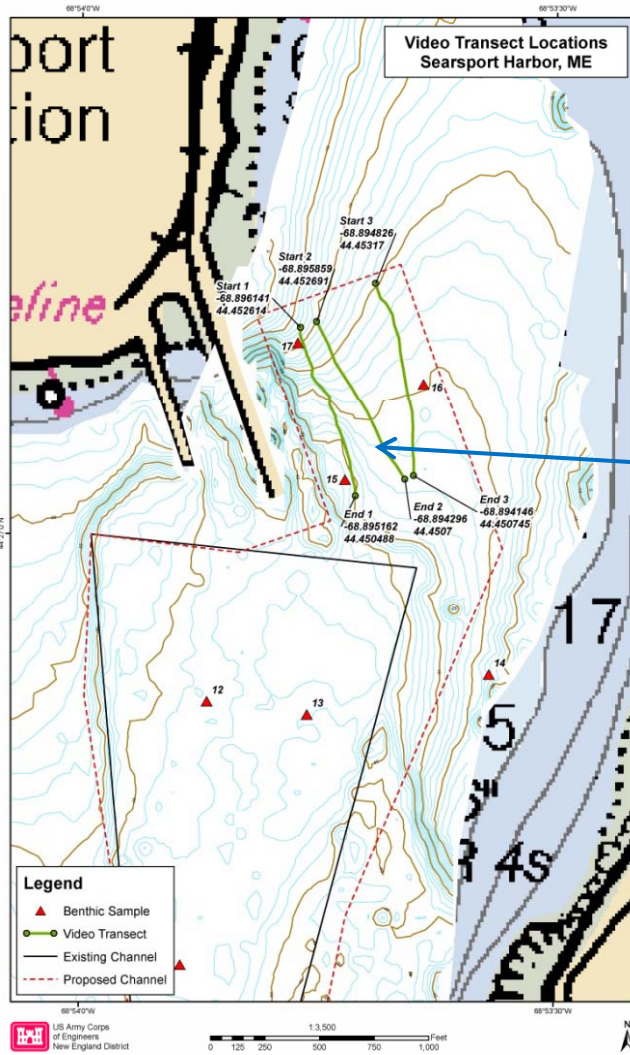 68°54'0"W
68°53'30"W
Video Transect Locations
Searsport Harbor, ME
port
tion
eline
Start 3
-68.894826
44.45317
Start 2
-68.895859
44.452691
Start 1
-68.896141
44.452614
17
16
15
End 1
-68.895162
44.450488
End 2
-68.894296
44.4507
End 3
-68.894146
44.450745
44°27'0"N
17
14
12
13
5
4s
Legend
Benthic Sample
Video Transect
Existing Channel
Proposed Channel
68°54'0"W
68°53'30"W
US Army Corps
of Engineers
New England District
1:3,500
Feet
0 125 250 500 750 1,000
N